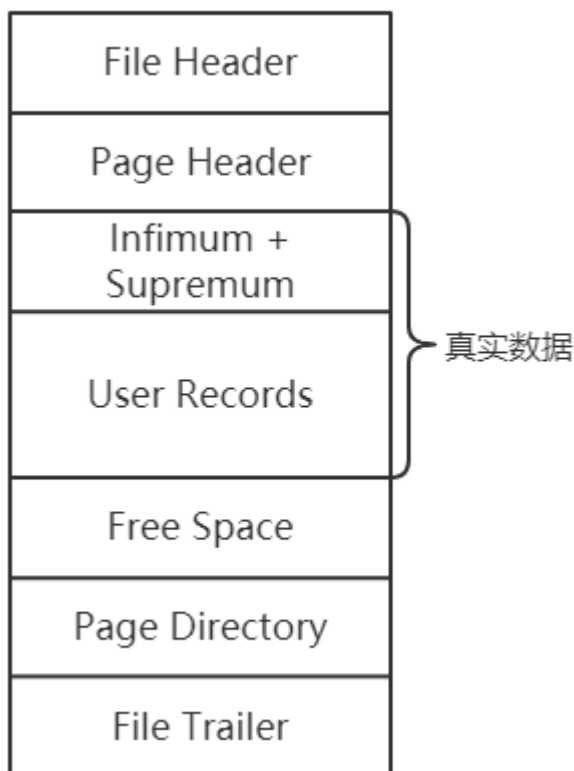 File Header
Page Header
Infimum +
Supremum
User Records
真实数据
Free Space
Page Directory
File Trailer